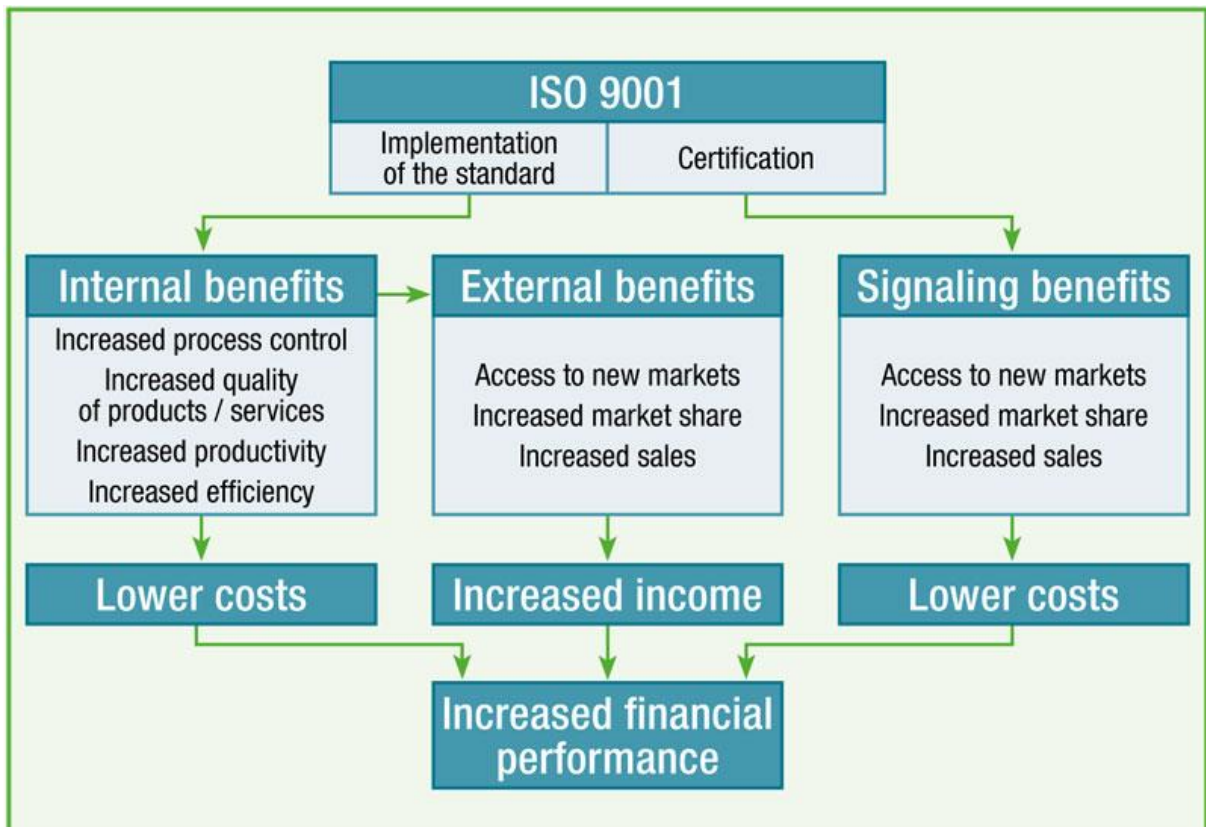 ISO 9001
Implementation
of the standard
Certification
Internal benefits
Increased process control
Increased quality
of products / services
Increased productivity
Increased efficiency
External benefits
Access to new markets
Increased market share
Increased sales
Signaling benefits
Access to new markets
Increased market share
Increased sales
Lower costs
Increased income
Lower costs
Increased financial
performance